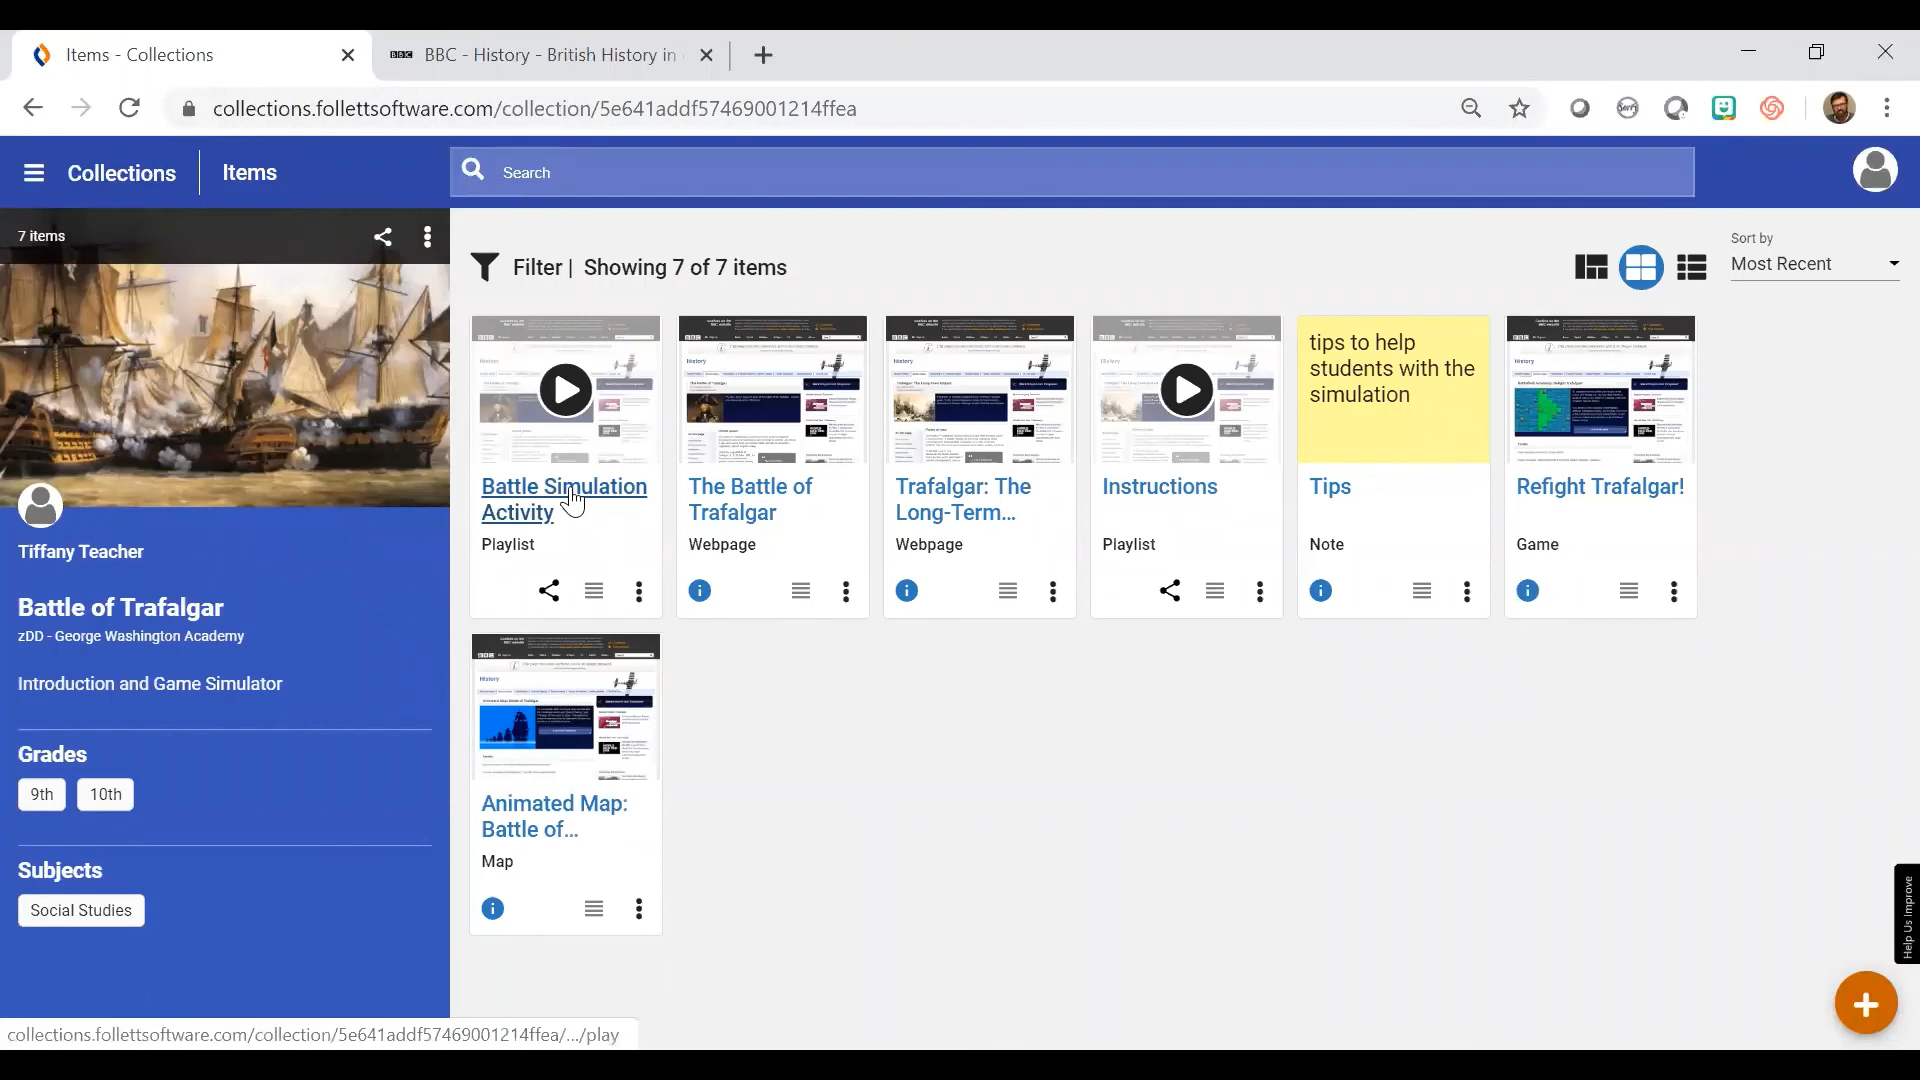 Items - Collections
BBC - History - British History in
collections.follettsoftware.com/collection/5e641addf57469001214ffea
Collections
Items
Search
7 items
Filter | Showing 7 of 7 items
Sort by
Most Recent
tips to help
students with the
simulation
Battle Simulation
Activity
Playlist
The Battle of
Trafalgar
Webpage
Trafalgar: The
Long-Term...
Webpage
Instructions
Playlist
Tips
Note
Refight Trafalgar!
Game
Tiffany Teacher
Battle of Trafalgar
zDD - George Washington Academy
Introduction and Game Simulator
Grades
9th
10th
Subjects
Social Studies
Animated Map:
Battle of...
Map
Help Us Improve
collections.follettsoftware.com/collection/5e641addf57469001214ffea/.../play